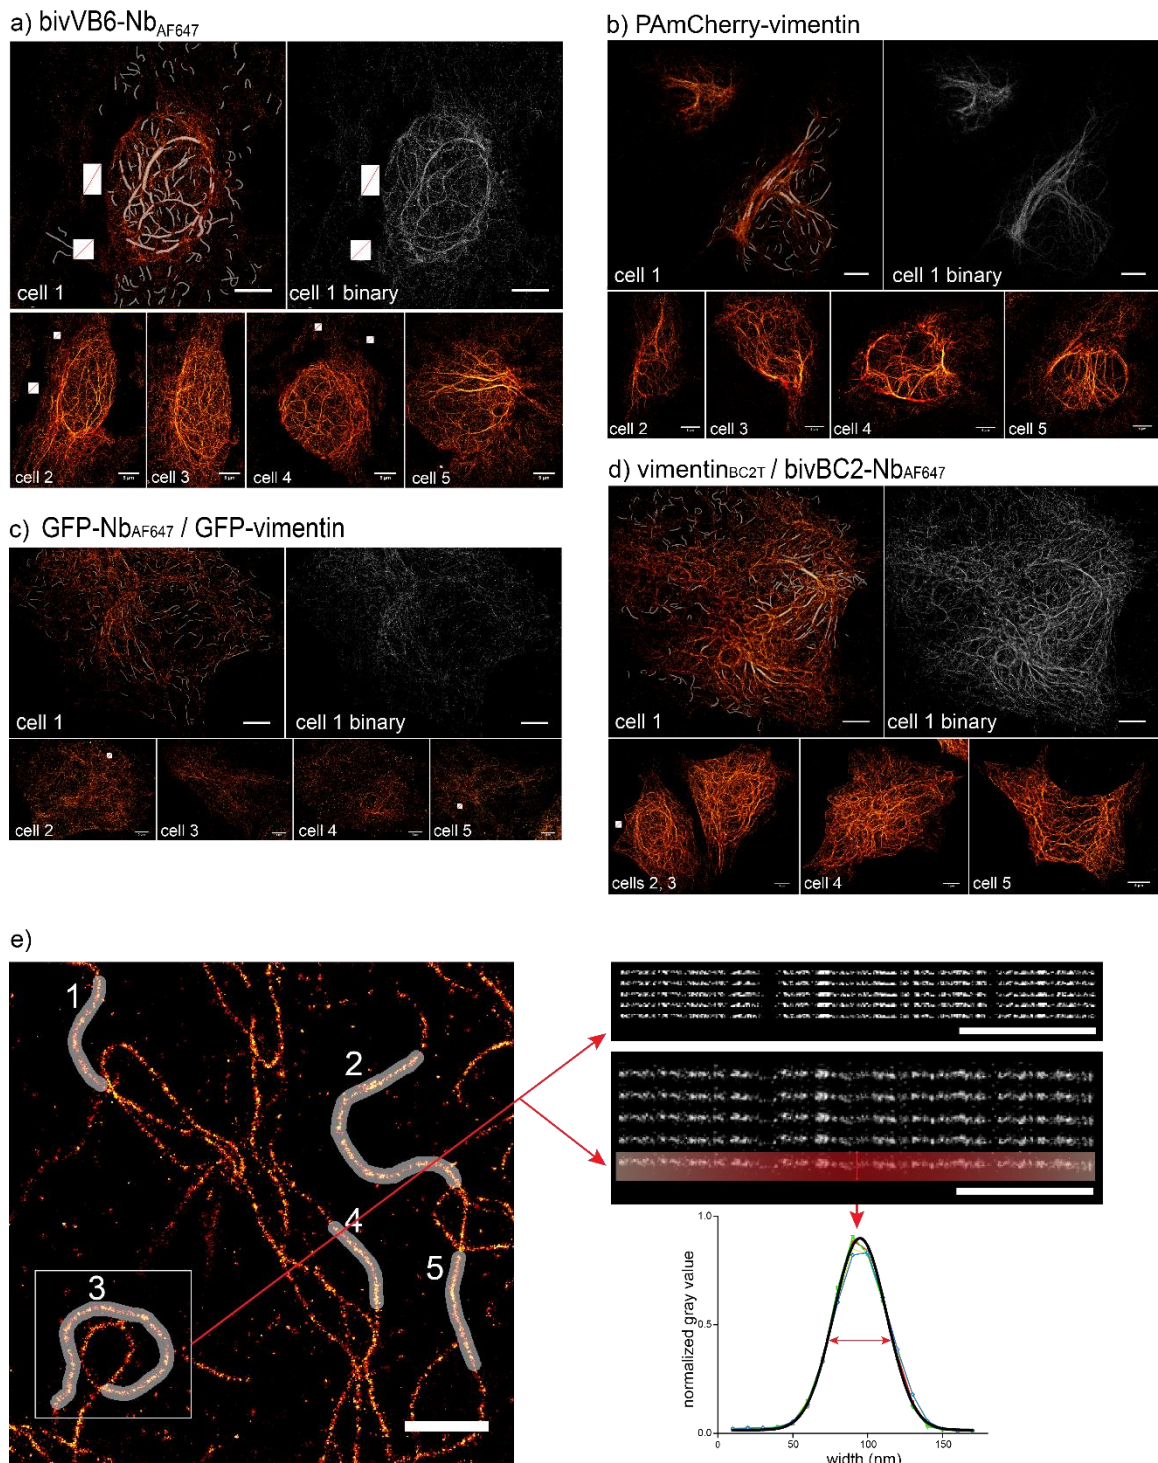 a) bivVB6-NbAF647
cell 1
cell 1 binary
cell 2
cell 3
cell 4
cell 5
b) PAmCherry-vimentin
cell 1
cell 1 binary
cell 2
cell 3
cell 4
cell 5
c) GFP-NbAF647 / GFP-vimentin
cell 1
cell 1 binary
cell 2
cell 3
cell 4
cell 5
d) vimentinBC2T / bivBC2-NbAF647
cell 1
cell 1 binary
cells 2, 3
cell 4
cell 5
e)
1
2
3
4
5
normalized gray value
1.0
0.5
0.0
0
50
100
150
width (nm)